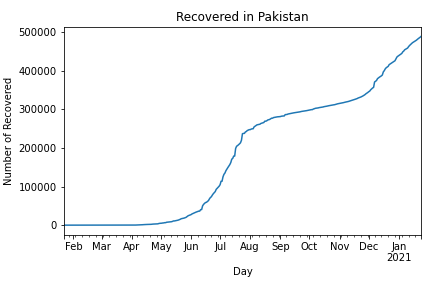 Recovered in Pakistan
500000
400000
300000
200000
100000
0
Number of Recovered
Feb Mar Apr May Jun Jul Aug Sep Oct Nov Dec Jan
2021
Day